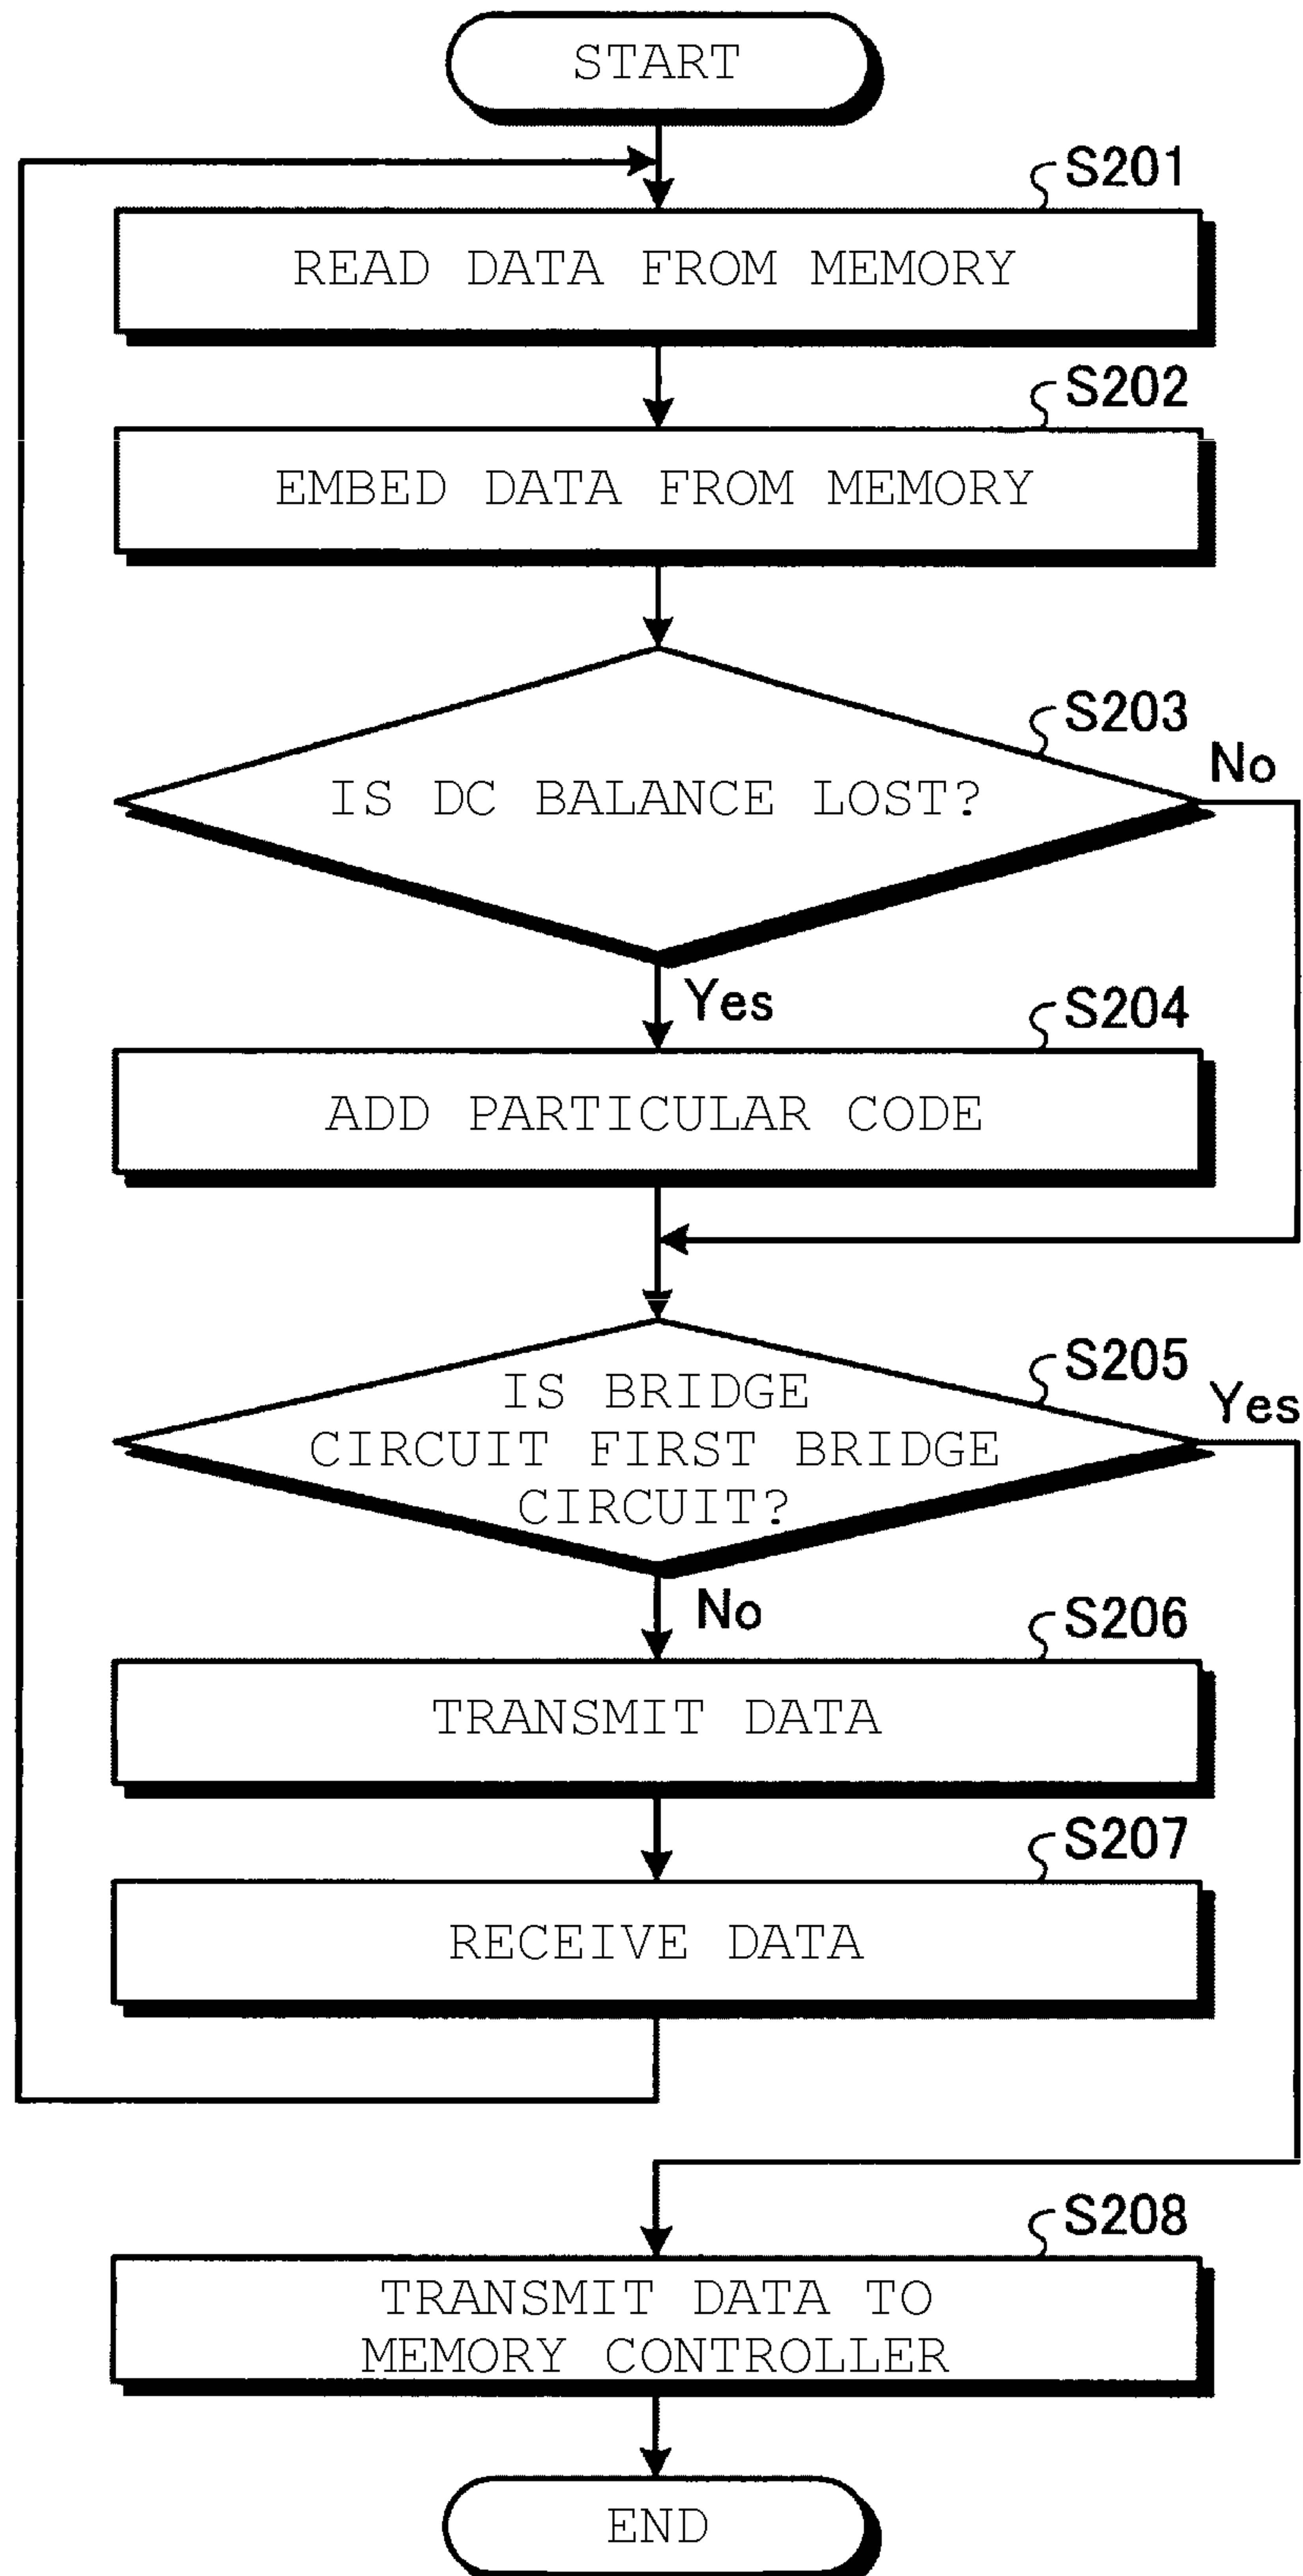 START
S201
READ DATA FROM MEMORY
S202
EMBED DATA FROM MEMORY
S203
No
IS DC BALANCE LOST?
Yes
S204
ADD PARTICULAR CODE
S205
Yes
IS BRIDGE
CIRCUIT FIRST BRIDGE
CIRCUIT?
No
S206
TRANSMIT DATA
S207
RECEIVE DATA
S208
TRANSMIT DATA TO
MEMORY CONTROLLER
END